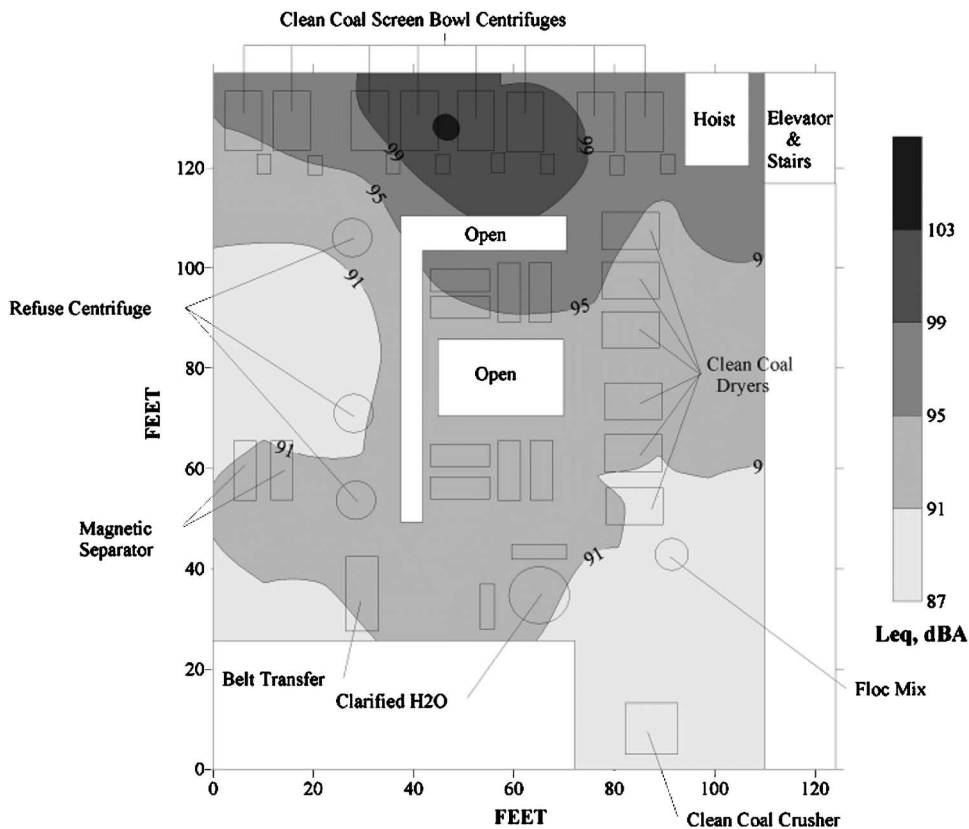 Clean Coal Screen Bowl Centrifuges
Hoist
Elevator
&
Stairs
120
99
99
95
103
Open
100
91
9
Refuse Centrifuge
95
99
FEET
80
Open
Clean Coal
Dryers
95
91
60
9
Magnetic
Separator
91
40
91
87
Leq, dBA
20
Belt Transfer
Clarified H2O
Floc Mix
0
0
20
40
60
80
100
120
FEET
Clean Coal Crusher